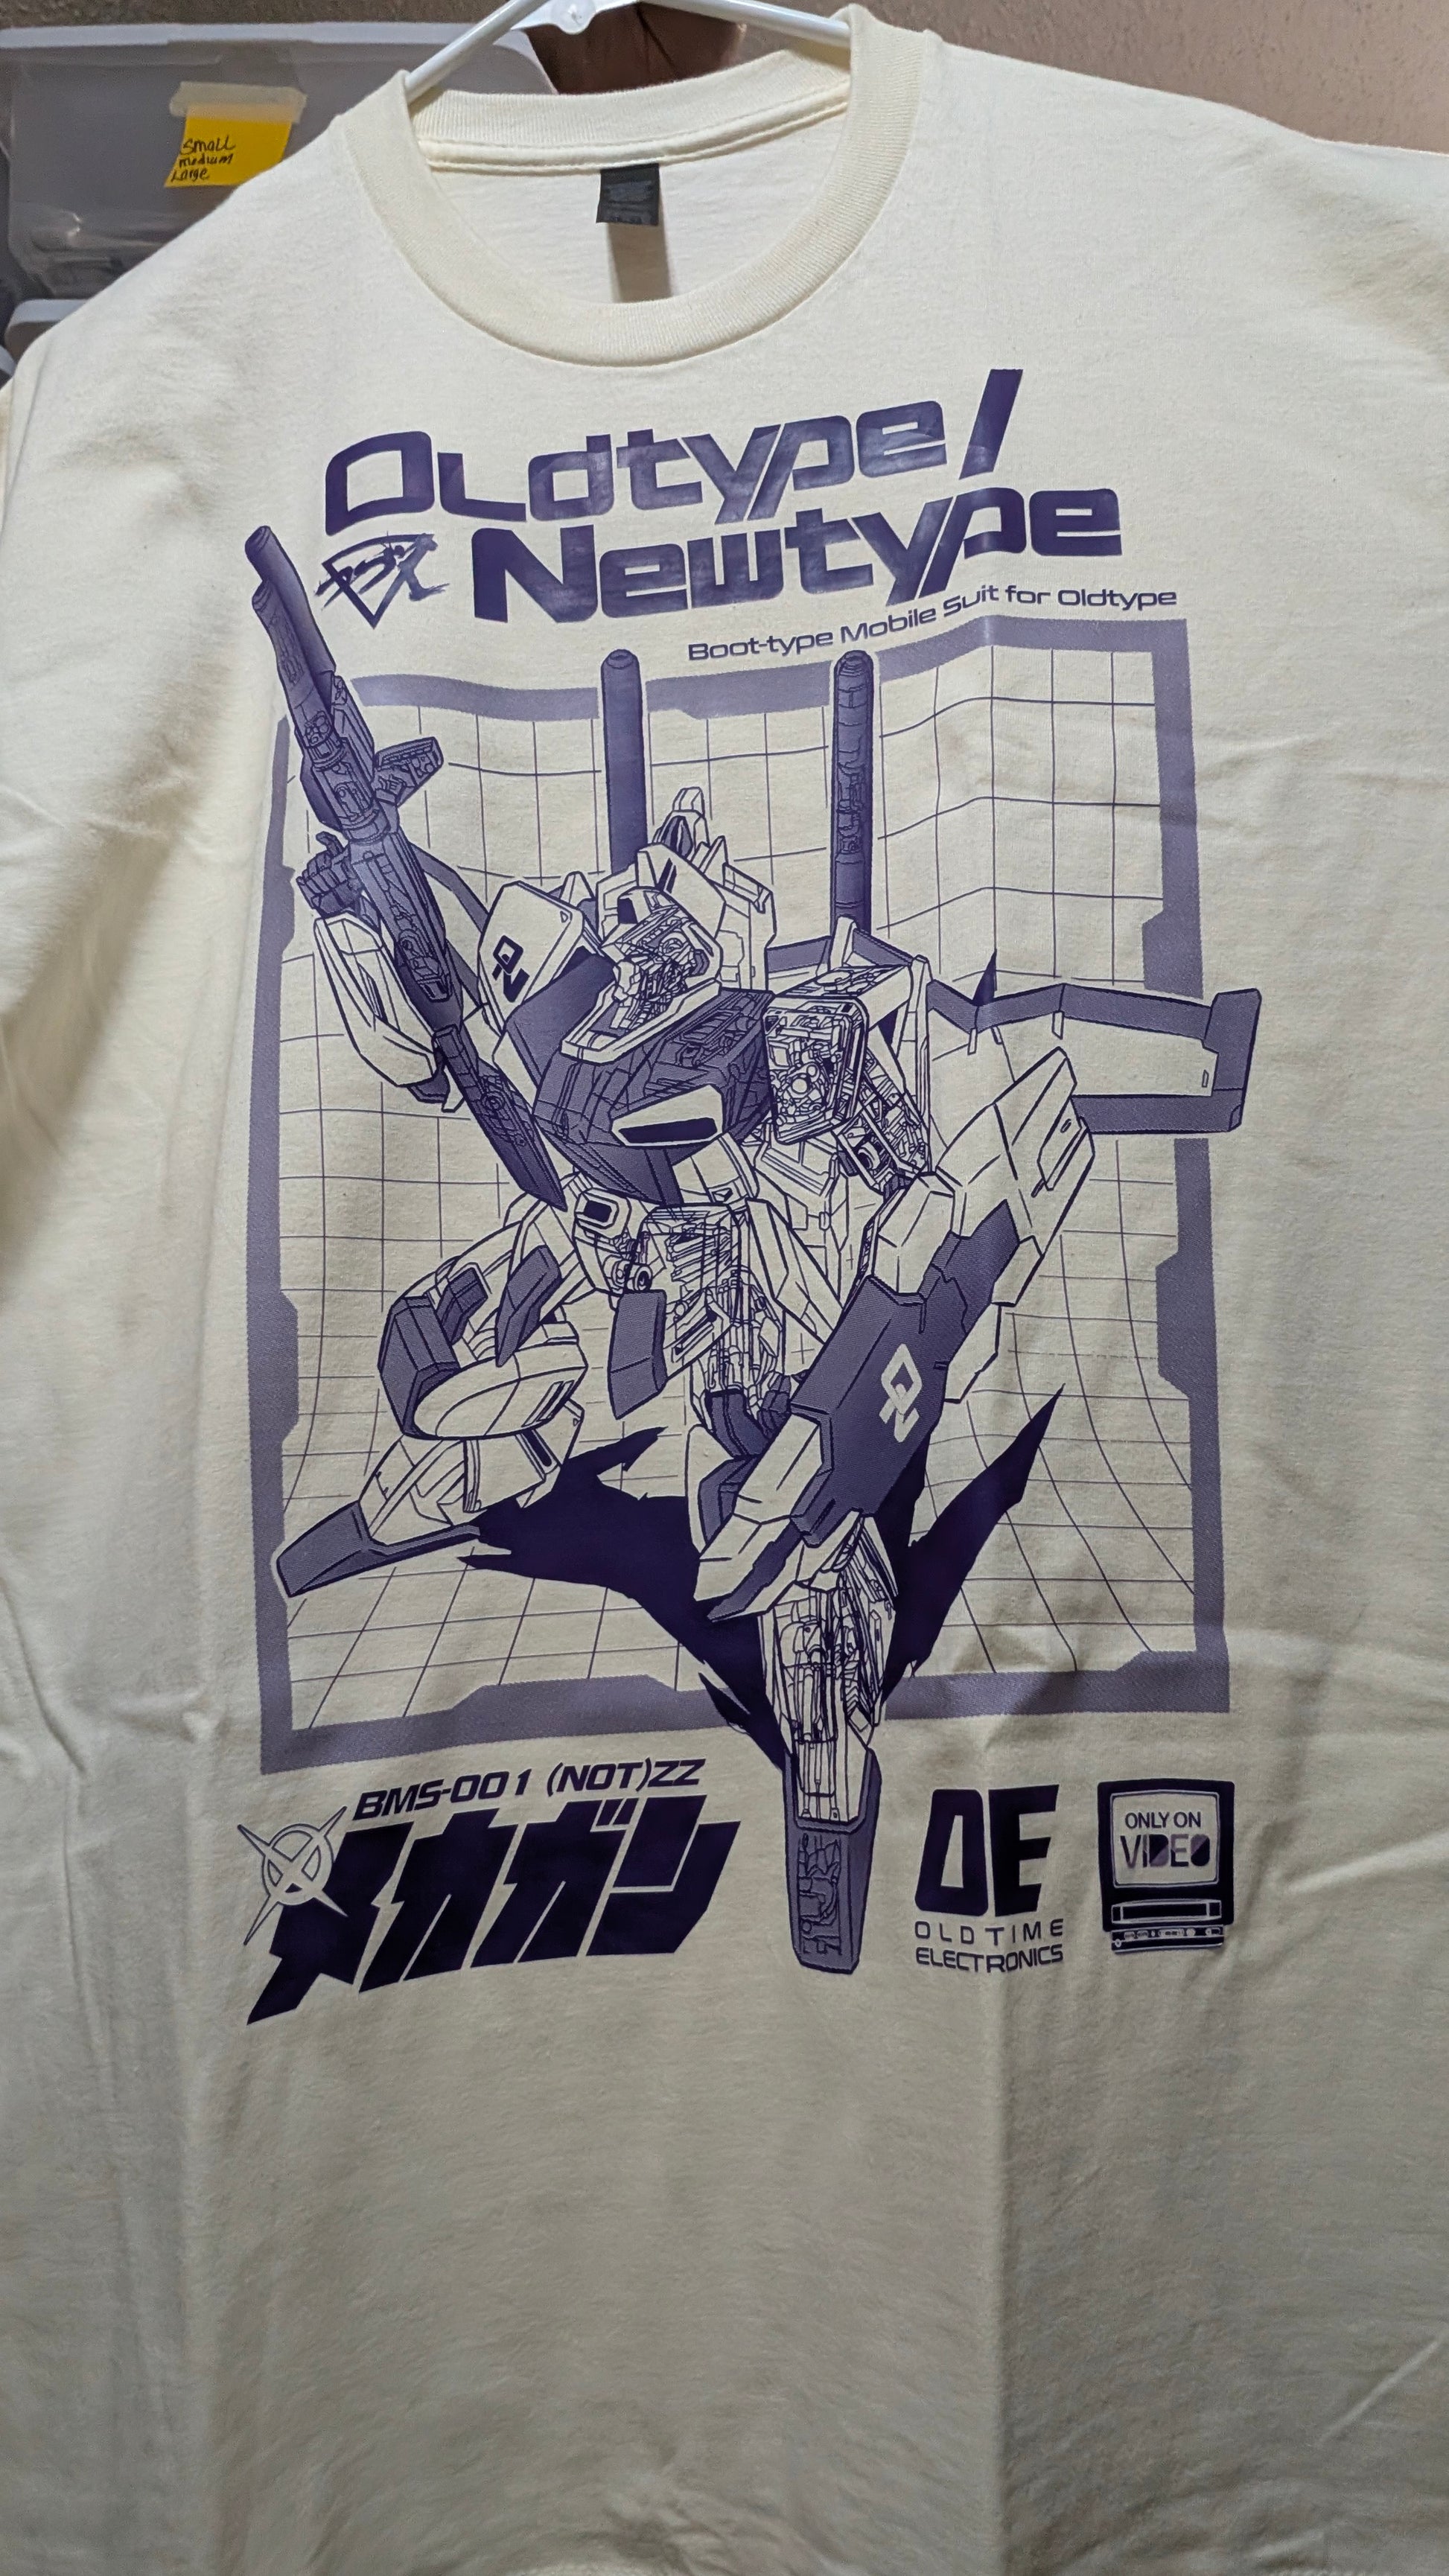 Small
medium
Large
Oldtype/
Newtype
Boot-type Mobile Suit for Oldtype
BMS-001 (NOT)ZZ
メカガン
OE
OLDTIME
ELECTRONICS
ONLY ON
VIDEO